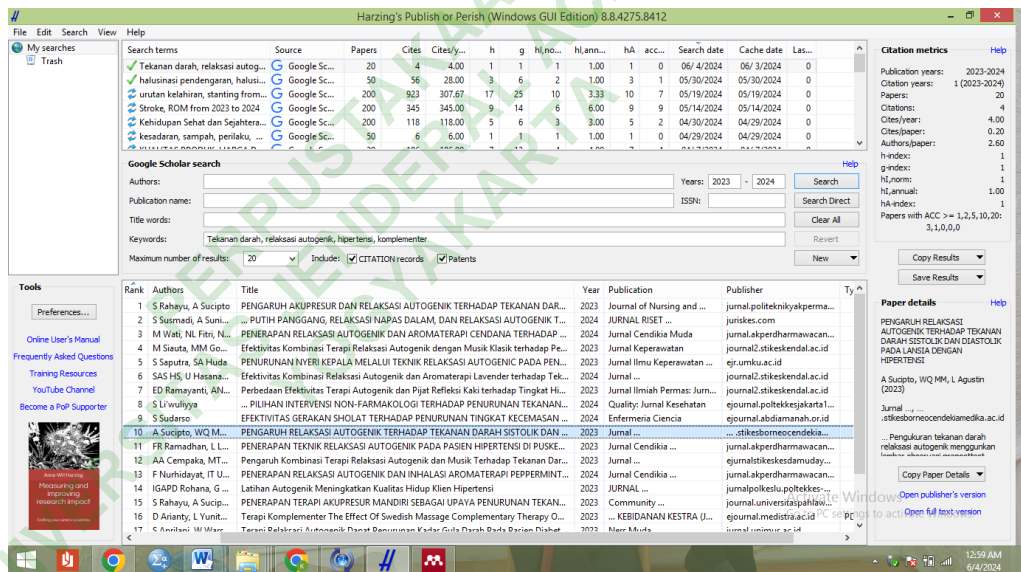 Harzing's Publish or Perish (Windows GUI Edition) 8.8.4275.8412
File Edit Search View Help
My searches
Trash
Search terms Source Papers Cites Cites/y... h g hI,no... hI,ann... hA acc... Search date Cache date Las...
Tekanan darah, relaksasi autog... Google Sc... 20 4 4.00 1 1 1 1.00 1 0 06/ 4/2024 06/ 3/2024 0
halusinasi pendengaran, halusi... Google Sc... 50 56 28.00 3 6 2 1.00 3 1 05/30/2024 05/30/2024 0
urutan kelahiran, stanting from... Google Sc... 200 923 307.67 17 25 10 3.33 10 7 05/19/2024 05/19/2024 0
Stroke, ROM from 2023 to 2024 Google Sc... 200 345 345.00 9 14 6 6.00 9 9 05/14/2024 05/14/2024 0
Kehidupan Sehat dan Sejahtera... Google Sc... 200 118 118.00 5 6 3 3.00 5 2 04/30/2024 04/29/2024 0
kesadaran, sampah, perilaku, ... Google Sc... 50 6 6.00 1 1 1 1.00 1 0 04/29/2024 04/29/2024 0
Google Scholar search Help
Authors: Years: 2023 - 2024 Search
Publication name: ISSN: Search Direct
Title words: Clear All
Keywords: Tekanan darah, relaksasi autogenik, hipertensi, komplementer Revert
Maximum number of results: 20 Include: CITATION records Patents New
Citation metrics Help
Publication years: 2023-2024
Citation years: 1 (2023-2024)
Papers: 20
Citations: 4
Cites/year: 4.00
Cites/paper: 0.20
Authors/paper: 2.60
h-index: 1
g-index: 1
hI,norm: 1
hI,annual: 1.00
hA-index: 1
Papers with ACC >= 1,2,5,10,20:
3,1,0,0,0
Copy Results
Save Results
Tools
Preferences...
Online User's Manual
Frequently Asked Questions
Training Resources
YouTube Channel
Become a PoP Supporter
Anne-Wil Harzing
Measuring and
improving
research impact
Rank Authors Title Year Publication Publisher Ty
1 S Rahayu, A Sucipto PENGARUH AKUPRESUR DAN RELAKSASI AUTOGENIK TERHADAP TEKANAN DAR... 2023 Journal of Nursing and ... jurnal.politeknikyakperma...
2 S Susmadi, A Suni... ... PUTIH PANGGANG, RELAKSASI NAPAS DALAM, DAN RELAKSASI AUTOGENIK T... 2023 JURNAL RISET ... juriskes.com
3 M Wati, NL Fitri, N... PENERAPAN RELAKSASI AUTOGENIK DAN AROMATERAPI CENDANA TERHADAP ... 2024 Jurnal Cendikia Muda jurnal.akperdharmawacan...
4 M Siauta, MM Go... Efektivitas Kombinasi Terapi Relaksasi Autogenik dengan Musik Klasik terhadap Pe... 2023 Jurnal Keperawatan journal2.stikeskendal.ac.id
5 S Saputra, SA Huda PENURUNAN NYERI KEPALA MELALUI TEKNIK RELAKSASI AUTOGENIC PADA PEN... 2023 Jurnal Ilmu Keperawatan ... ejr.umku.ac.id
6 SAS HS, U Hasana... Efektivitas Kombinasi Relaksasi Autogenik dan Aromaterapi Lavender terhadap Tek... 2024 Jurnal ... journal2.stikeskendal.ac.id
7 ED Ramayanti, AN... Perbedaan Efektivitas Terapi Autogenik dan Pijat Refleksi Kaki terhadap Tingkat Hi... 2023 Jurnal Ilmiah Permas: Jurn... journal2.stikeskendal.ac.id
8 S Li'wuliyya ... PILIHAN INTERVENSI NON-FARMAKOLOGI TERHADAP PENURUNAN TEKANAN... 2024 Quality: Jurnal Kesehatan ejournal.poltekkesjakarta1...
9 S Sudarso EFEKTIVITAS GERAKAN SHOLAT TERHADAP PENURUNAN TINGKAT KECEMASAN ... 2024 Enfermeria Ciencia journal.abdimanah.or.id
10 A Sucipto, WQ M... PENGARUH RELAKSASI AUTOGENIK TERHADAP TEKANAN DARAH SISTOLIK DAN ... 2023 Jurnal ... ... .stikesborneocendekia...
11 FR Ramadhan, L L... PENERAPAN TEKNIK RELAKSASI AUTOGENIK PADA PASIEN HIPERTENSI DI PUSKE... 2023 Jurnal Cendikia ... jurnal.akperdharmawacan...
12 AA Cempaka, MT... Pengaruh Kombinasi Terapi Relaksasi Autogenik dan Musik Terhadap Tekanan Dar... 2023 Jurnal ... ejurnalstikeskesdamuday...
13 F Nurhidayat, IT U... PENERAPAN RELAKSASI AUTOGENIK DAN INHALASI AROMATERAPI PEPPERMINT... 2024 Jurnal Cendikia ... jurnal.akperdharmawacan...
14 IGAPD Rohana, G ... Latihan Autogenik Meningkatkan Kualitas Hidup Klien Hipertensi 2023 JURNAL ... jurnalpolkeslu.poltekkes-...
15 S Rahayu, A Sucip... PENERAPAN TERAPI AKUPRESUR MANDIRI SEBAGAI UPAYA PENURUNAN TEKAN... 2023 Community ... journal.universitaspahlaw...
16 D Arianty, L Yunit... Terapi Komplementer The Effect Of Swedish Massage Complementary Therapy O... 2023 ... KEBIDANAN KESTRA (J... ejournal.medistra.ac.id
Paper details Help
PENGARUH RELAKSASI
AUTOGENIK TERHADAP TEKANAN
DARAH SISTOLIK DAN DIASTOLIK
PADA LANSIA DENGAN
HIPERTENSI
A Sucipto, WQ MM, L Agustin
(2023)
Jurnal ..., ...
.stikesborneocendekiamedika.ac.id
... Pengukuran tekanan darah
relaksasi autogenik menggunkan
Copy Paper Details
Open publisher's version
Open full text version
Activate Windows
12:59 AM
6/4/2024
PERPUSTAKAAN
JENDERAL
YOGYAKARTA